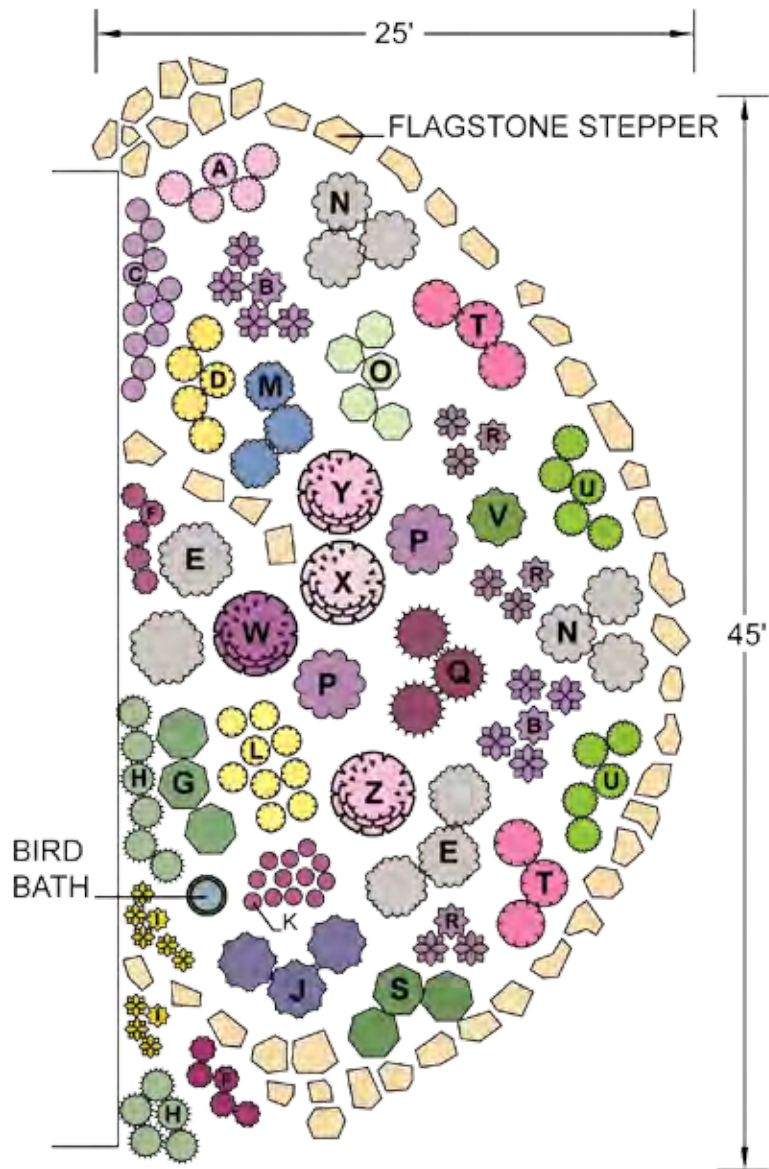 25'
FLAGSTONE STEPPER
A
N
C
B
T
D
M
O
R
F
Y
U
P
V
E
X
R
W
N
P
Q
B
L
H
G
Z
U
E
T
BIRD
BATH
I
K
R
J
S
I
F
H
45'